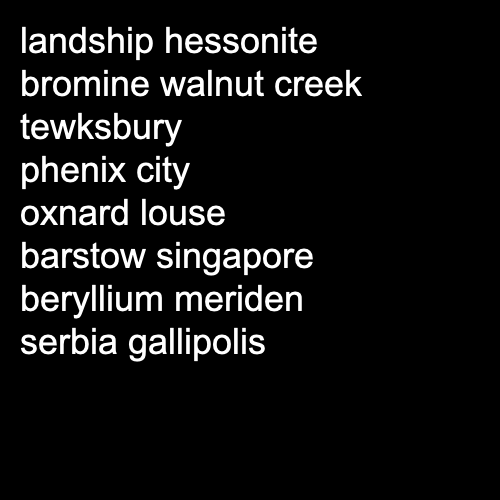 landship hessonite
bromine walnut creek
tewksbury
phenix city
oxnard louse
barstow singapore
beryllium meriden
serbia gallipolis